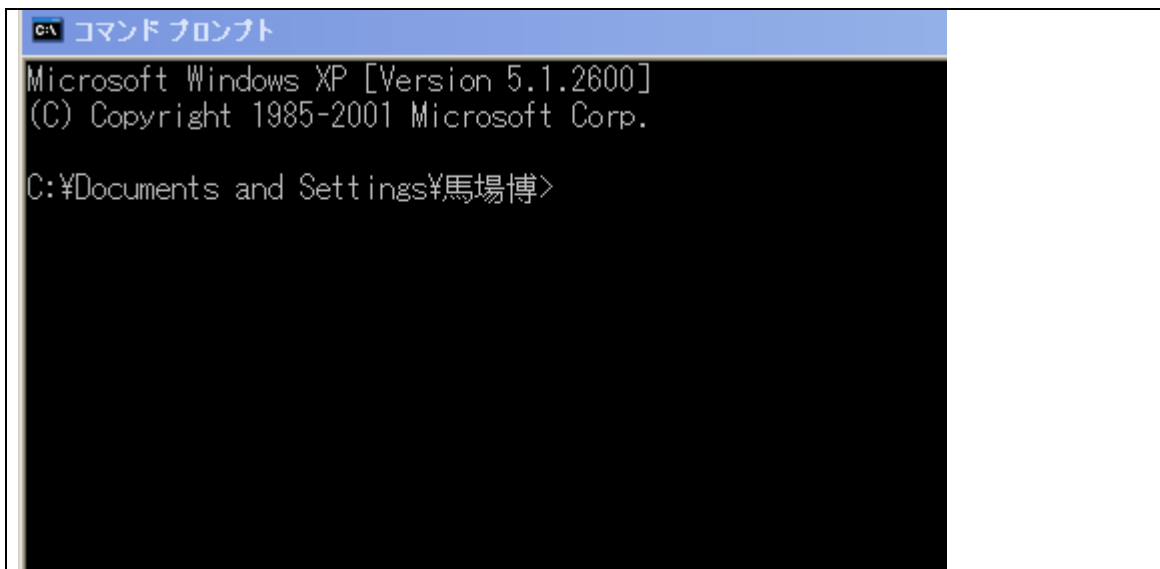 コマンド プロンプト
Microsoft Windows XP [Version 5.1.2600]
(C) Copyright 1985-2001 Microsoft Corp.
C:¥Documents and Settings¥馬場博>